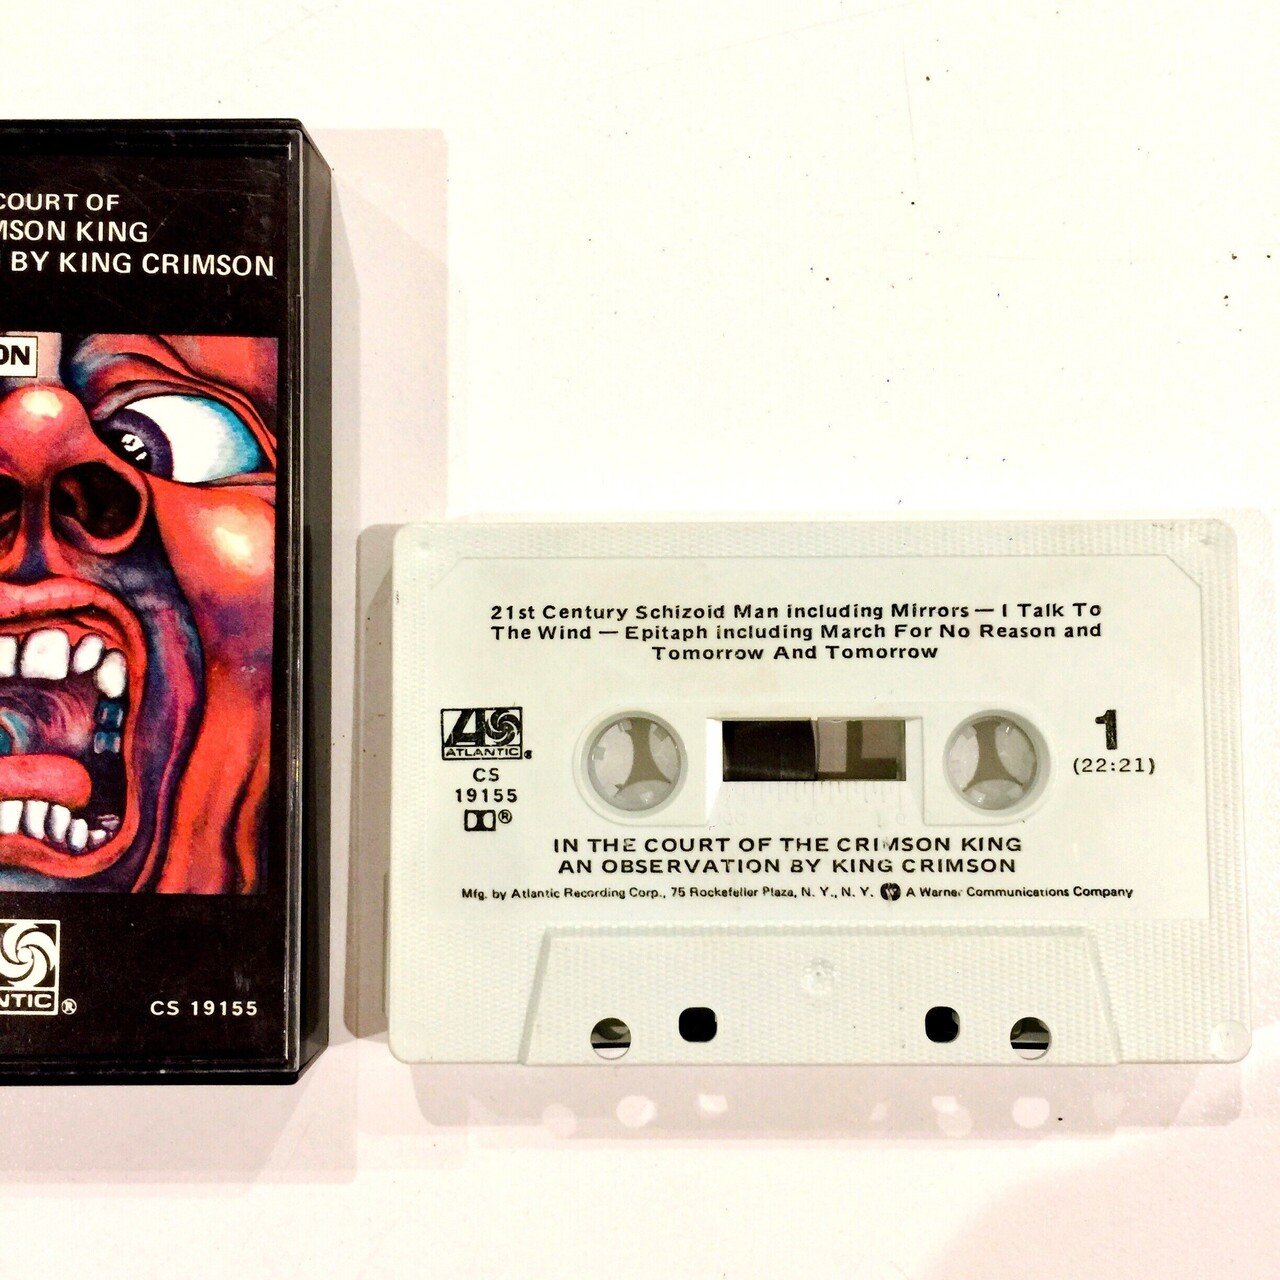 COURT OF
MSON KING
BY KING CRIMSON
ON
NTIC®
CS 19155
21st Century Schizoid Man including Mirrors — I Talk To
The Wind — Epitaph including March For No Reason and
Tomorrow And Tomorrow
ATLANTIC®
CS
19155
®
1
(22:21)
IN THE COURT OF THE CRIMSON KING
AN OBSERVATION BY KING CRIMSON
Mfg. by Atlantic Recording Corp., 75 Rockefeller Plaza, N. Y., N. Y. A Warner Communications Company